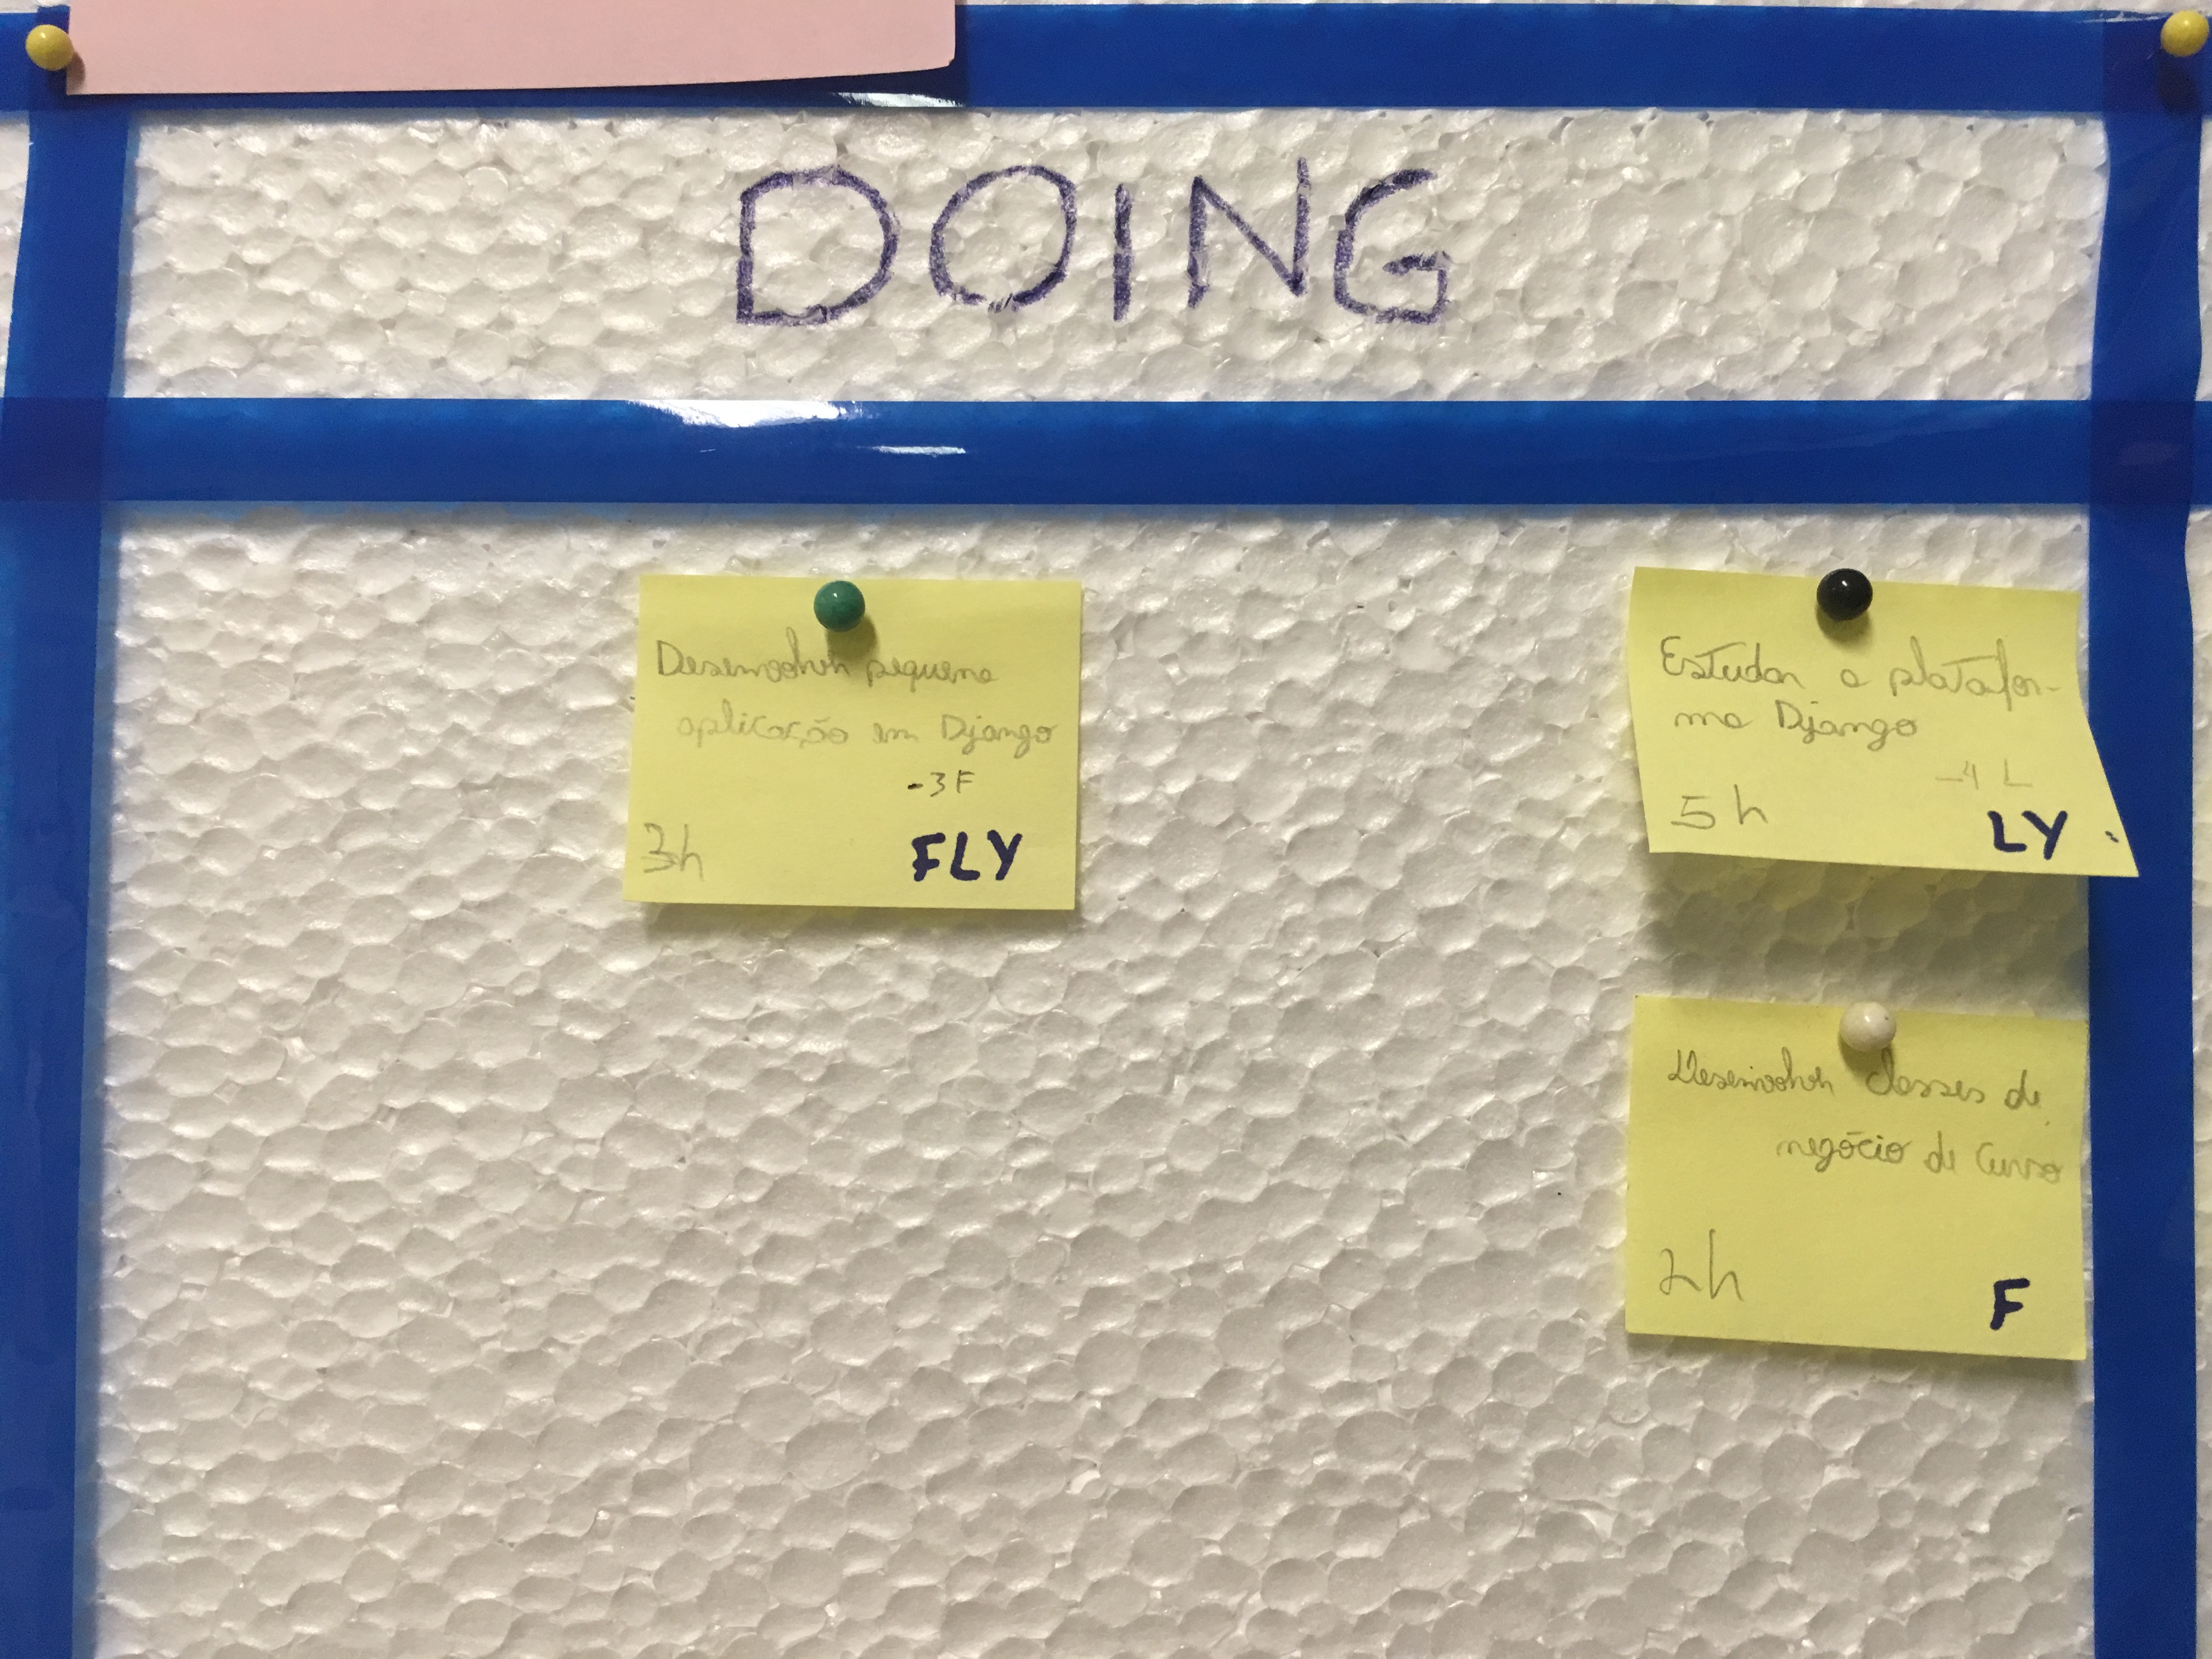 DOING
Desenvolver pequena
aplicação em Django
-3F
3h
FLY
Estudar a platafor-
ma Django
-4 L
5h
LY
Desenvolver Classes de
negócio de Curso
2h
F